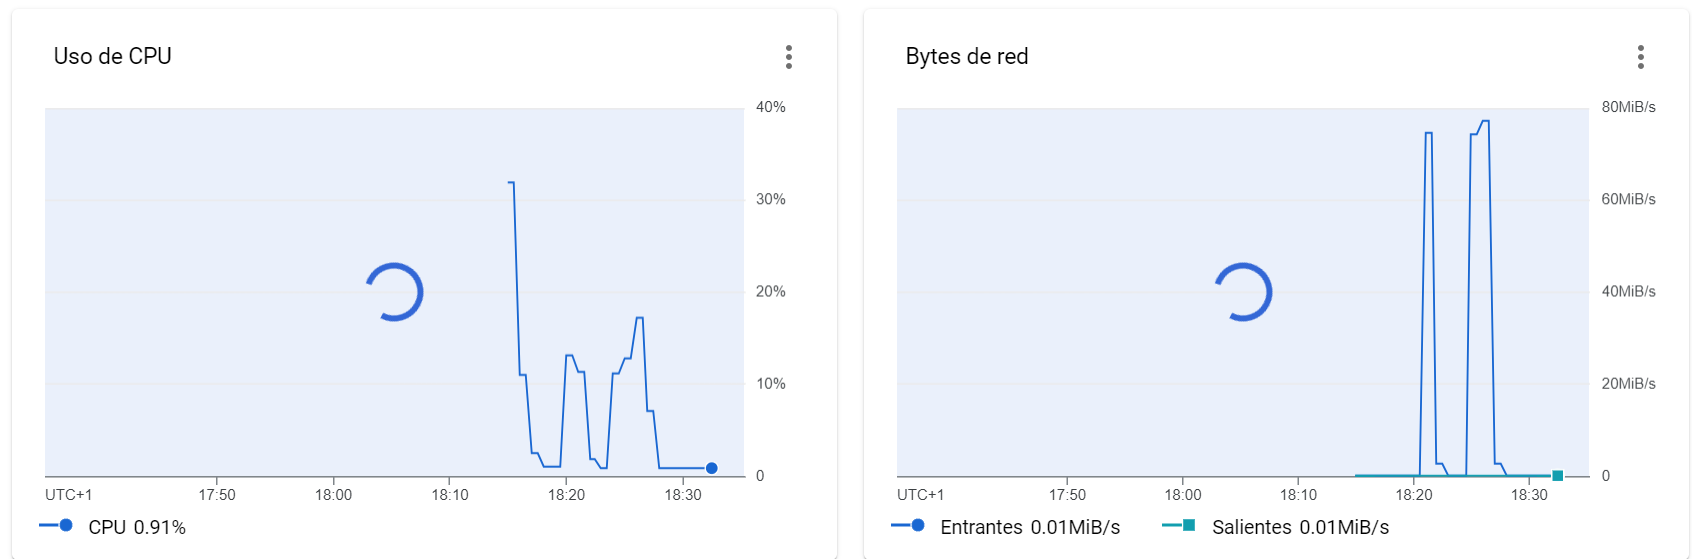 Uso de CPU
40%
30%
20%
10%
0
UTC+1 17:50 18:00 18:10 18:20 18:30
CPU 0.91%
Bytes de red
80MiB/s
60MiB/s
40MiB/s
20MiB/s
0
UTC+1 17:50 18:00 18:10 18:20 18:30
Entrantes 0.01MiB/s Salientes 0.01MiB/s